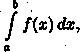 ∫_a^b f(x) dx,